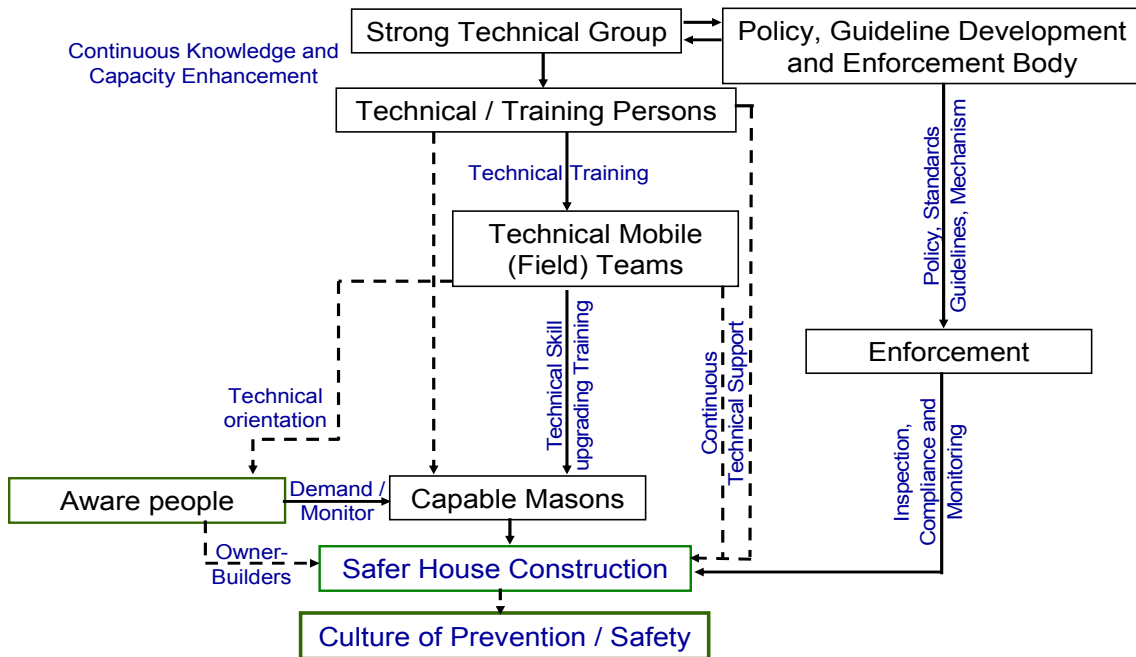 Strong Technical Group
Policy, Guideline Development
and Enforcement Body
Continuous Knowledge and
Capacity Enhancement
Technical / Training Persons
Technical Training
Technical Mobile
(Field) Teams
Policy, Standards
Guidelines, Mechanism
Enforcement
Technical
orientation
Technical Skill
upgrading Training
Continuous
Technical Support
Inspection,
Compliance and
Monitoring
Aware people
Demand /
Monitor
Capable Masons
Owner-
Builders
Safer House Construction
Culture of Prevention / Safety